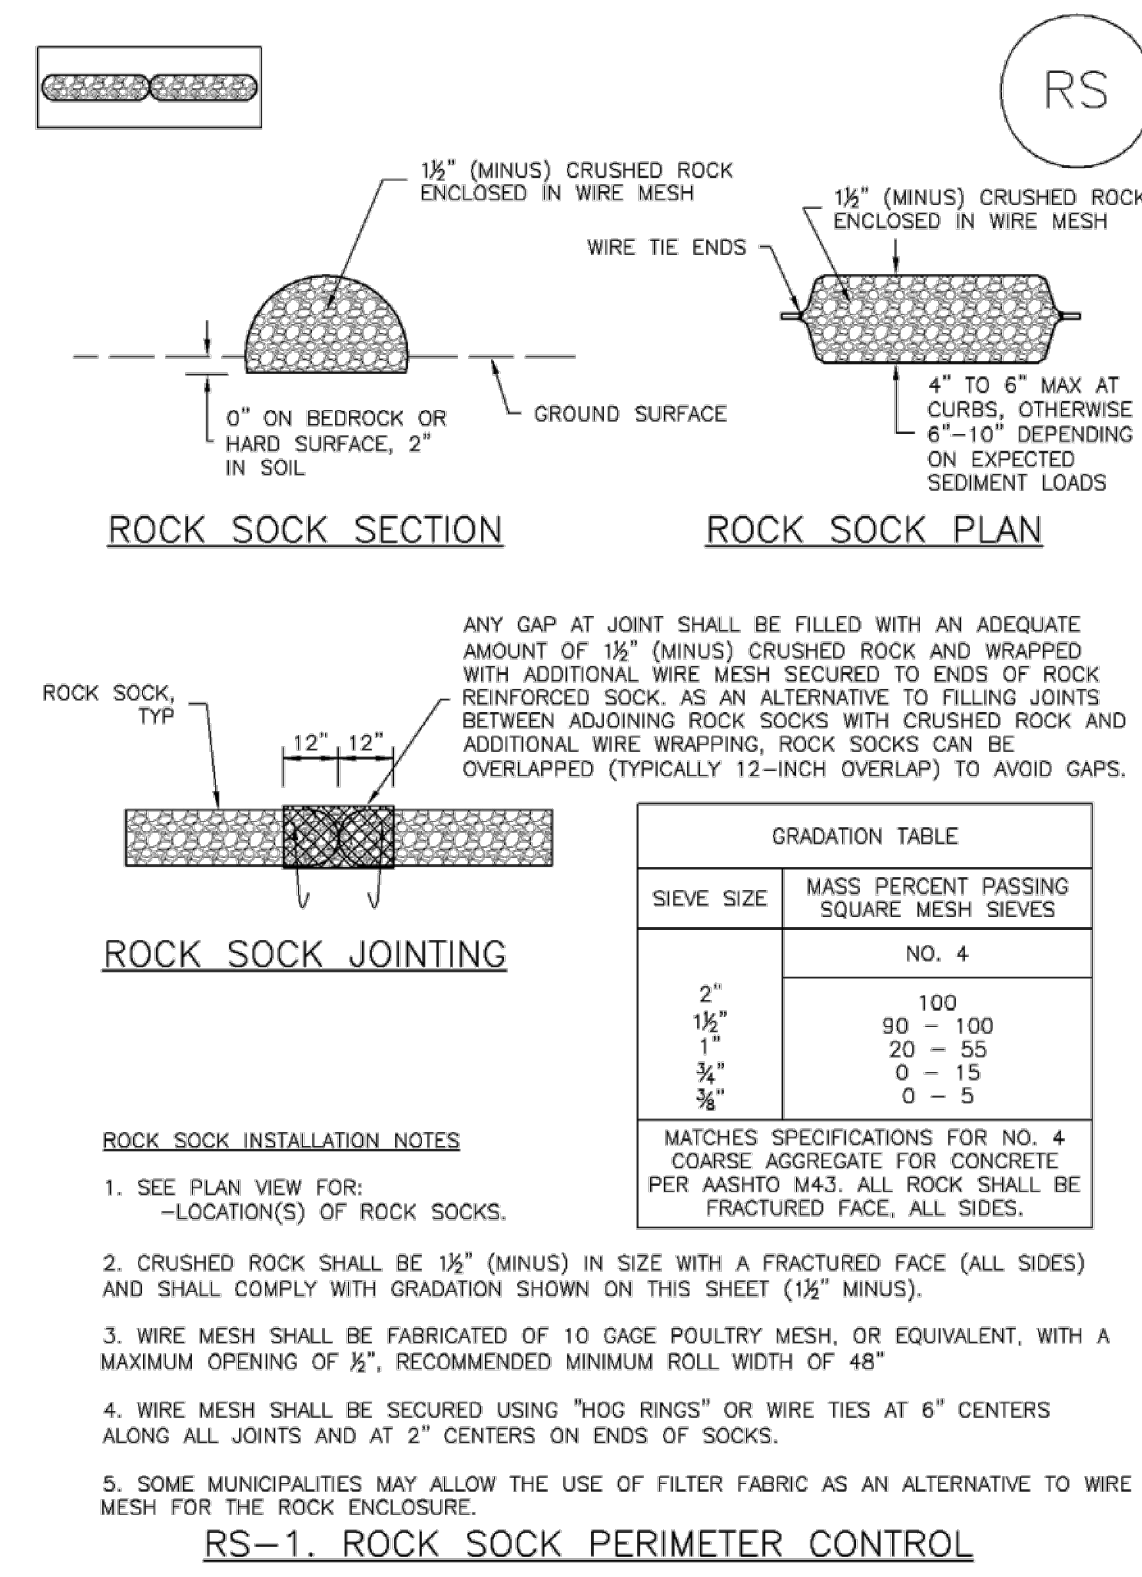 RS
1½" (MINUS) CRUSHED ROCK
ENCLOSED IN WIRE MESH
0" ON BEDROCK OR
HARD SURFACE, 2"
IN SOIL
GROUND SURFACE
ROCK SOCK SECTION
1½" (MINUS) CRUSHED ROCK
ENCLOSED IN WIRE MESH
WIRE TIE ENDS
4" TO 6" MAX AT
CURBS, OTHERWISE
6"-10" DEPENDING
ON EXPECTED
SEDIMENT LOADS
ROCK SOCK PLAN
ANY GAP AT JOINT SHALL BE FILLED WITH AN ADEQUATE
AMOUNT OF 1½" (MINUS) CRUSHED ROCK AND WRAPPED
WITH ADDITIONAL WIRE MESH SECURED TO ENDS OF ROCK
REINFORCED SOCK. AS AN ALTERNATIVE TO FILLING JOINTS
BETWEEN ADJOINING ROCK SOCKS WITH CRUSHED ROCK AND
ADDITIONAL WIRE WRAPPING, ROCK SOCKS CAN BE
OVERLAPPED (TYPICALLY 12-INCH OVERLAP) TO AVOID GAPS.
ROCK SOCK,
TYP
12" 12"
ROCK SOCK JOINTING
GRADATION TABLE
SIEVE SIZE
MASS PERCENT PASSING
SQUARE MESH SIEVES
NO. 4
2" 100
1½" 90 - 100
1" 20 - 55
¾" 0 - 15
⅜" 0 - 5
MATCHES SPECIFICATIONS FOR NO. 4
COARSE AGGREGATE FOR CONCRETE
PER AASHTO M43. ALL ROCK SHALL BE
FRACTURED FACE, ALL SIDES.
ROCK SOCK INSTALLATION NOTES
1. SEE PLAN VIEW FOR:
-LOCATION(S) OF ROCK SOCKS.
2. CRUSHED ROCK SHALL BE 1½" (MINUS) IN SIZE WITH A FRACTURED FACE (ALL SIDES)
AND SHALL COMPLY WITH GRADATION SHOWN ON THIS SHEET (1½" MINUS).
3. WIRE MESH SHALL BE FABRICATED OF 10 GAGE POULTRY MESH, OR EQUIVALENT, WITH A
MAXIMUM OPENING OF ½", RECOMMENDED MINIMUM ROLL WIDTH OF 48"
4. WIRE MESH SHALL BE SECURED USING "HOG RINGS" OR WIRE TIES AT 6" CENTERS
ALONG ALL JOINTS AND AT 2" CENTERS ON ENDS OF SOCKS.
5. SOME MUNICIPALITIES MAY ALLOW THE USE OF FILTER FABRIC AS AN ALTERNATIVE TO WIRE
MESH FOR THE ROCK ENCLOSURE.
RS-1. ROCK SOCK PERIMETER CONTROL